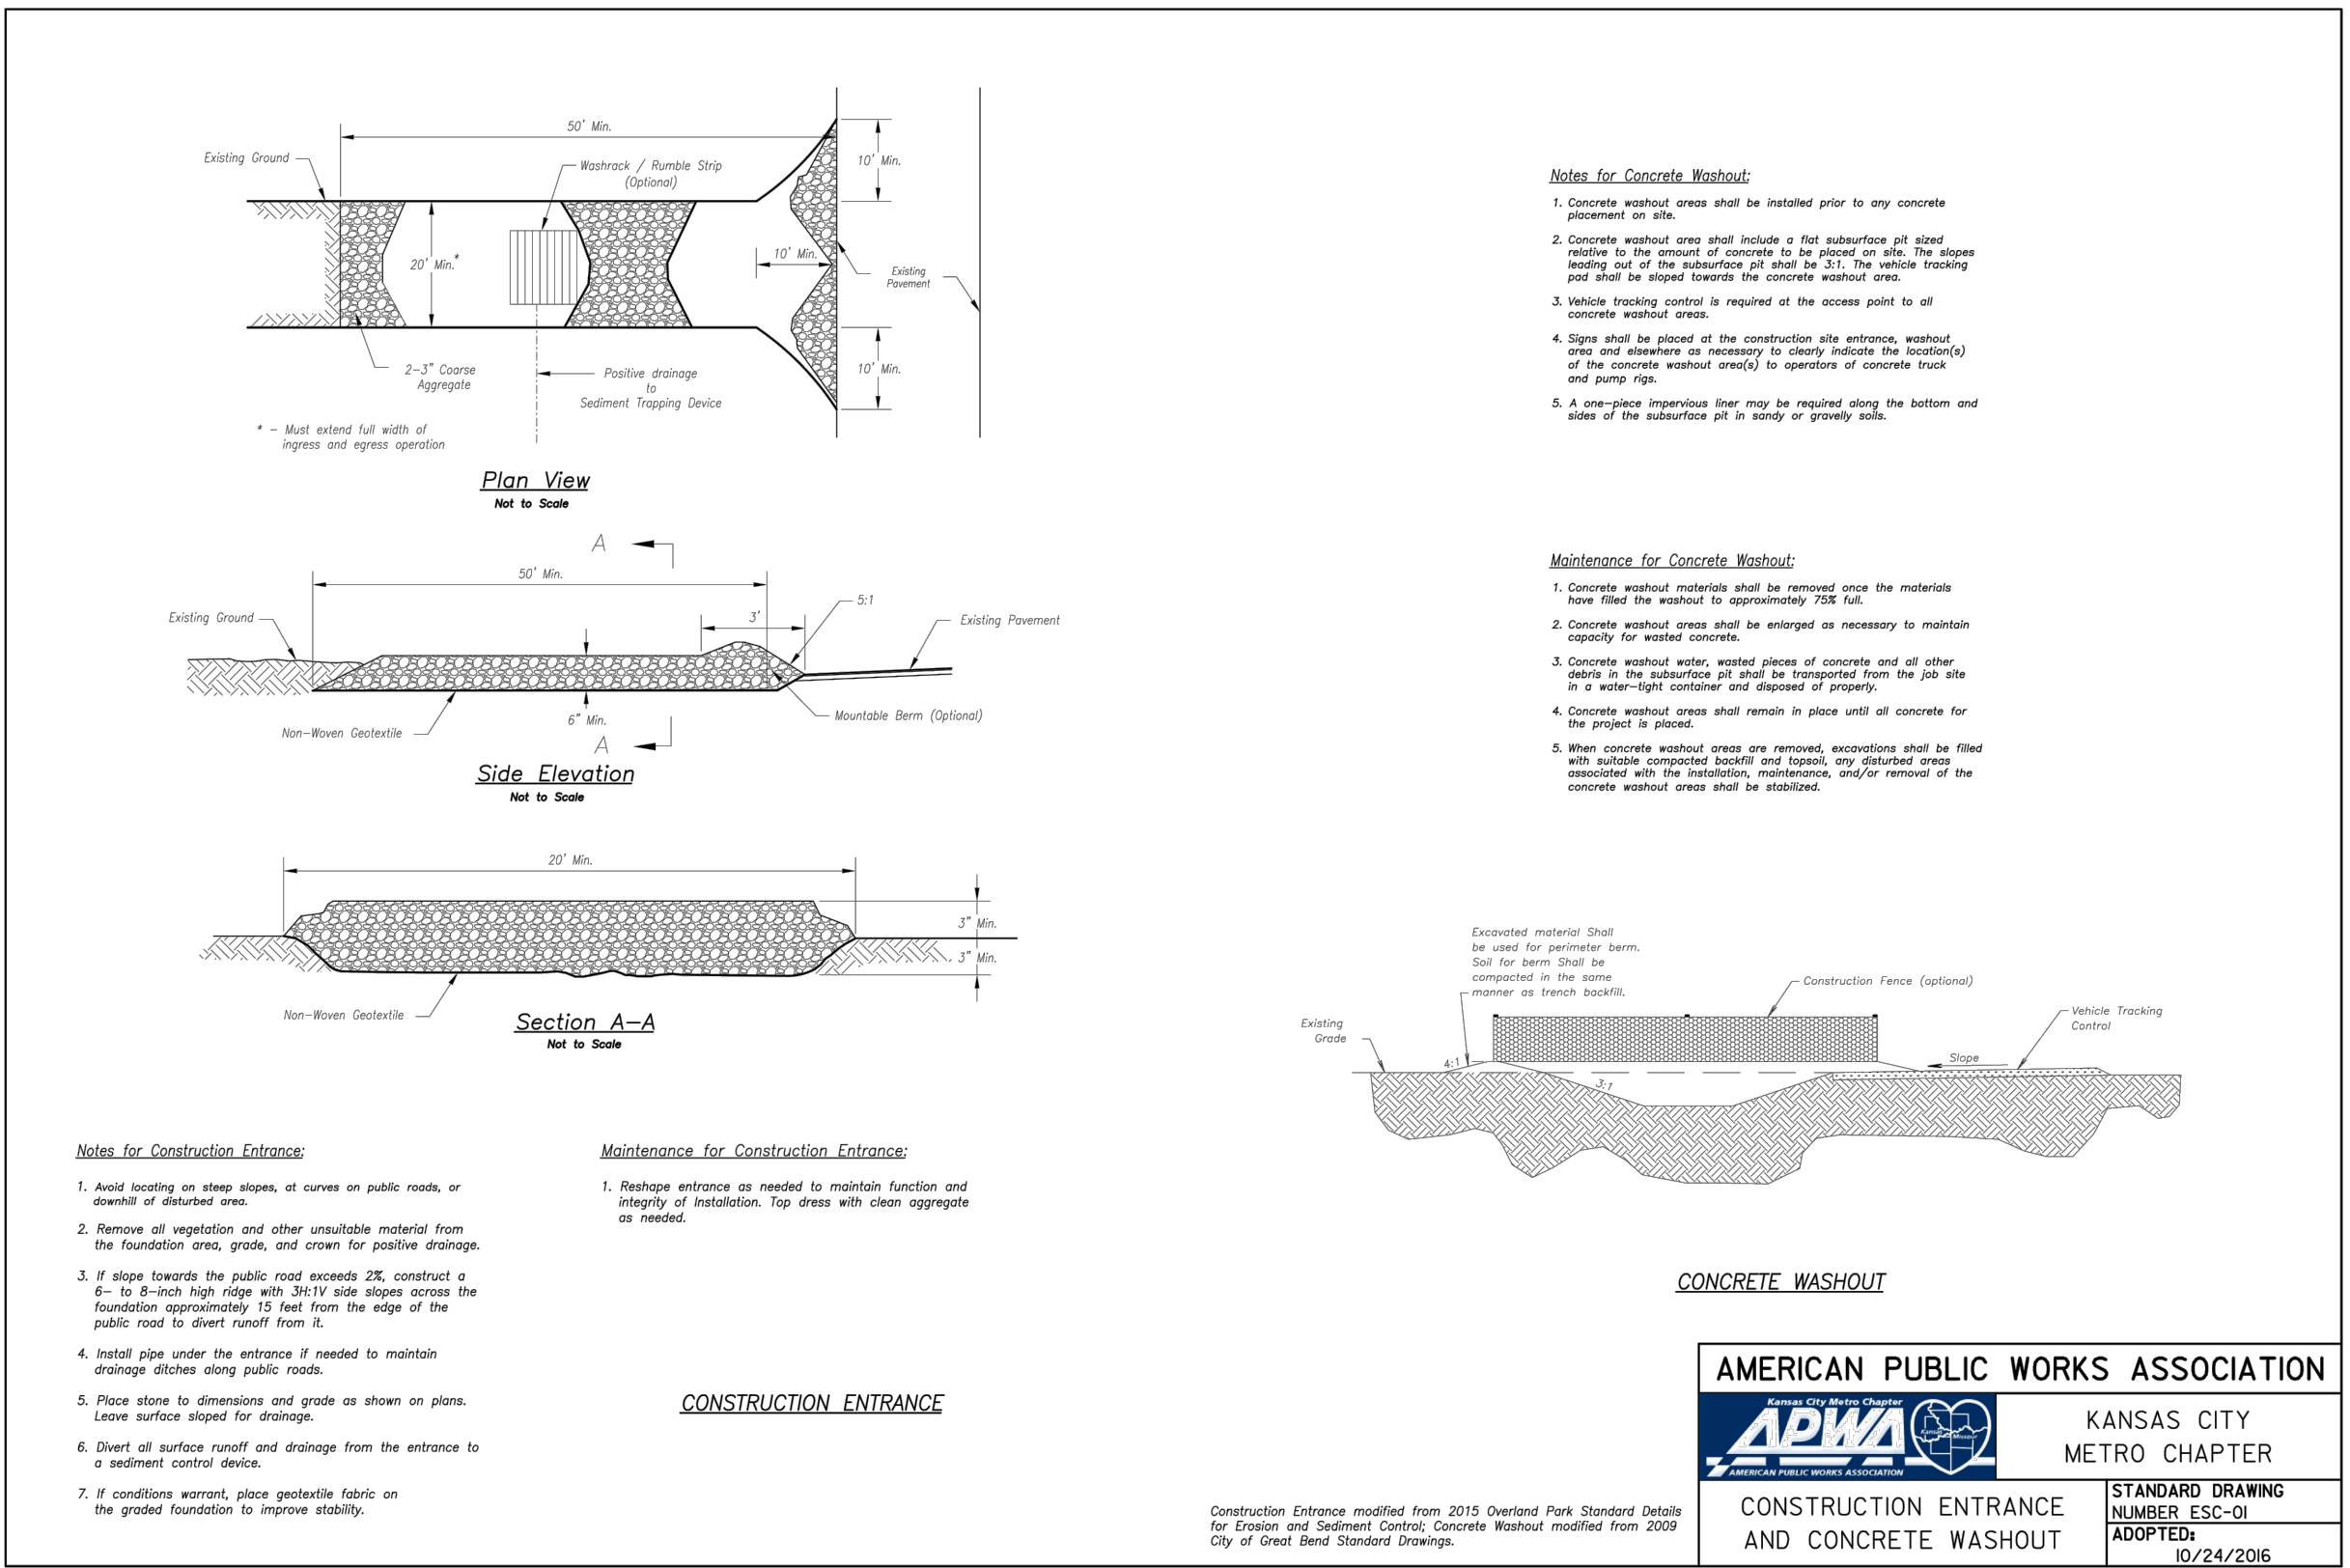 50' Min.
Existing Ground
Washrack / Rumble Strip
(Optional)
10' Min.
20' Min.*
10' Min.
Existing
Pavement
10' Min.
2-3" Coarse
Aggregate
Positive drainage
to
Sediment Trapping Device
* - Must extend full width of
ingress and egress operation
Plan View
Not to Scale
A
50' Min.
5:1
Existing Ground
3'
Existing Pavement
6" Min.
Mountable Berm (Optional)
Non-Woven Geotextile
A
Side Elevation
Not to Scale
20' Min.
3" Min.
3" Min.
Non-Woven Geotextile
Section A-A
Not to Scale
Notes for Construction Entrance:
1. Avoid locating on steep slopes, at curves on public roads, or
downhill of disturbed area.
2. Remove all vegetation and other unsuitable material from
the foundation area, grade, and crown for positive drainage.
3. If slope towards the public road exceeds 2%, construct a
6- to 8-inch high ridge with 3H:1V side slopes across the
foundation approximately 15 feet from the edge of the
public road to divert runoff from it.
4. Install pipe under the entrance if needed to maintain
drainage ditches along public roads.
5. Place stone to dimensions and grade as shown on plans.
Leave surface sloped for drainage.
6. Divert all surface runoff and drainage from the entrance to
a sediment control device.
7. If conditions warrant, place geotextile fabric on
the graded foundation to improve stability.
Maintenance for Construction Entrance:
1. Reshape entrance as needed to maintain function and
integrity of Installation. Top dress with clean aggregate
as needed.
CONSTRUCTION ENTRANCE
Notes for Concrete Washout:
1. Concrete washout areas shall be installed prior to any concrete
placement on site.
2. Concrete washout area shall include a flat subsurface pit sized
relative to the amount of concrete to be placed on site. The slopes
leading out of the subsurface pit shall be 3:1. The vehicle tracking
pad shall be sloped towards the concrete washout area.
3. Vehicle tracking control is required at the access point to all
concrete washout areas.
4. Signs shall be placed at the construction site entrance, washout
area and elsewhere as necessary to clearly indicate the location(s)
of the concrete washout area(s) to operators of concrete truck
and pump rigs.
5. A one-piece impervious liner may be required along the bottom and
sides of the subsurface pit in sandy or gravelly soils.
Maintenance for Concrete Washout:
1. Concrete washout materials shall be removed once the materials
have filled the washout to approximately 75% full.
2. Concrete washout areas shall be enlarged as necessary to maintain
capacity for wasted concrete.
3. Concrete washout water, wasted pieces of concrete and all other
debris in the subsurface pit shall be transported from the job site
in a water-tight container and disposed of properly.
4. Concrete washout areas shall remain in place until all concrete for
the project is placed.
5. When concrete washout areas are removed, excavations shall be filled
with suitable compacted backfill and topsoil, any disturbed areas
associated with the installation, maintenance, and/or removal of the
concrete washout areas shall be stabilized.
Excavated material Shall
be used for perimeter berm.
Soil for berm Shall be
compacted in the same
manner as trench backfill.
Construction Fence (optional)
Existing
Grade
Vehicle Tracking
Control
4:1
Slope
3:1
CONCRETE WASHOUT
Construction Entrance modified from 2015 Overland Park Standard Details
for Erosion and Sediment Control; Concrete Washout modified from 2009
City of Great Bend Standard Drawings.
AMERICAN PUBLIC WORKS ASSOCIATION
Kansas City Metro Chapter
APWA
Kansas
Missouri
AMERICAN PUBLIC WORKS ASSOCIATION
KANSAS CITY
METRO CHAPTER
CONSTRUCTION ENTRANCE
AND CONCRETE WASHOUT
STANDARD DRAWING
NUMBER ESC-01
ADOPTED:
10/24/2016